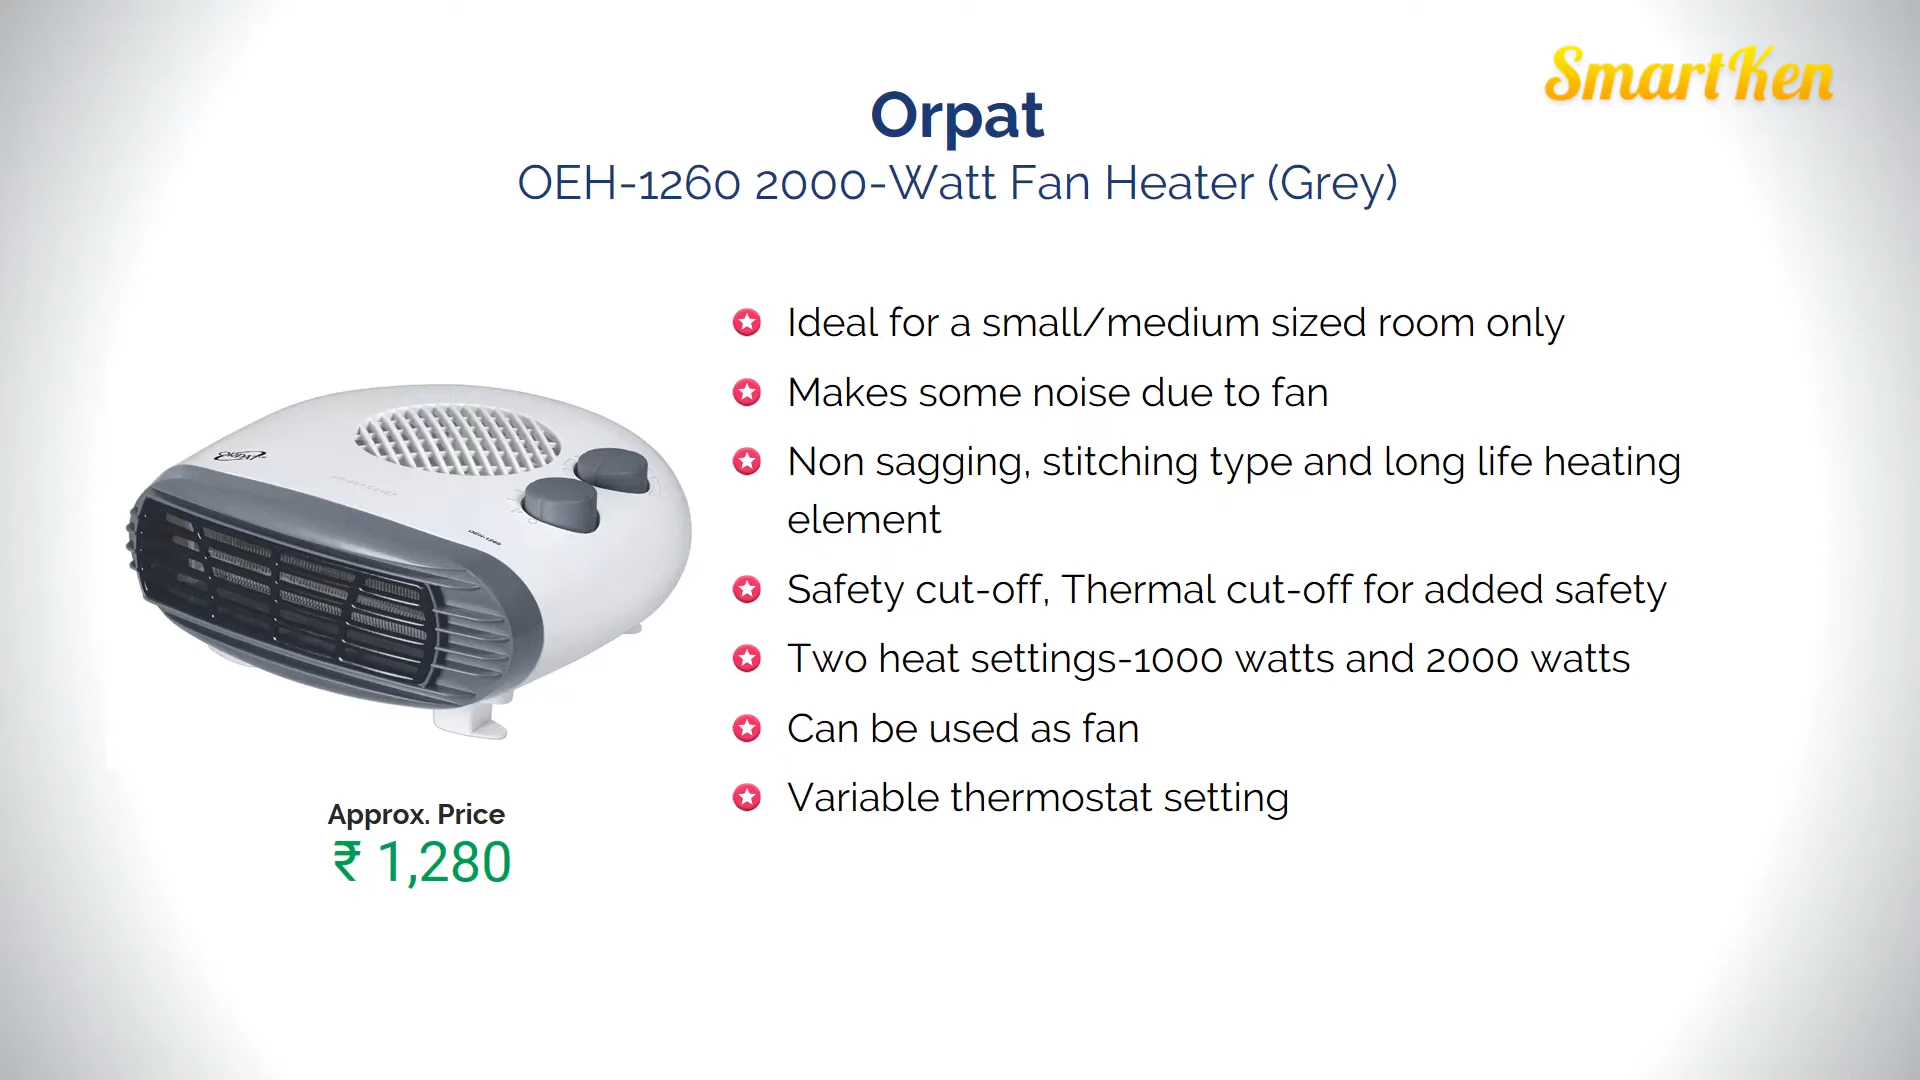 SmartKen
Orpat
OEH-1260 2000-Watt Fan Heater (Grey)
Ideal for a small/medium sized room only
Makes some noise due to fan
Non sagging, stitching type and long life heating
element
Safety cut-off, Thermal cut-off for added safety
Two heat settings-1000 watts and 2000 watts
Can be used as fan
Variable thermostat setting
ORPAT
OEH-1260
Approx. Price
₹ 1,280